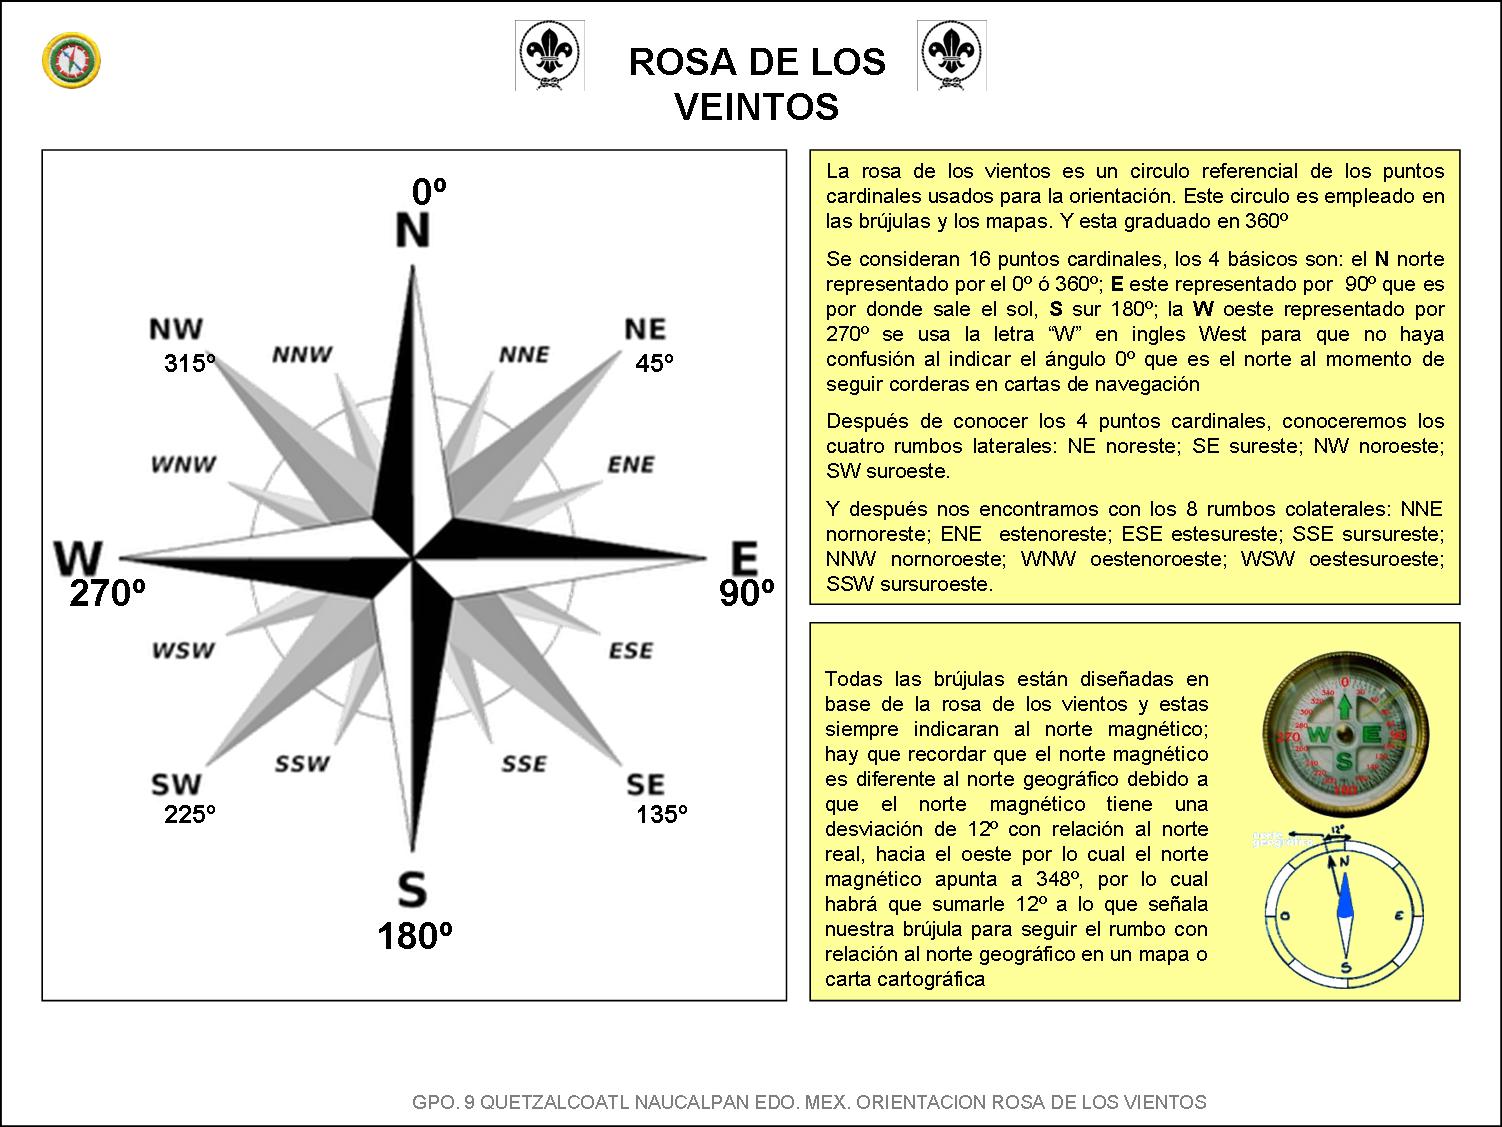 ROSA DE LOS
VEINTOS
0º
N
NW
NE
315º
NNW
NNE
45º
WNW
ENE
W
E
270º
90º
WSW
ESE
SSW
SSE
SW
SE
225º
135º
S
180º
La rosa de los vientos es un circulo referencial de los puntos
cardinales usados para la orientación. Este circulo es empleado en
las brújulas y los mapas. Y esta graduado en 360º
Se consideran 16 puntos cardinales, los 4 básicos son: el N norte
representado por el 0º ó 360º; E este representado por 90º que es
por donde sale el sol, S sur 180º; la W oeste representado por
270º se usa la letra “W” en ingles West para que no haya
confusión al indicar el ángulo 0º que es el norte al momento de
seguir corderas en cartas de navegación
Después de conocer los 4 puntos cardinales, conoceremos los
cuatro rumbos laterales: NE noreste; SE sureste; NW noroeste;
SW suroeste.
Y después nos encontramos con los 8 rumbos colaterales: NNE
nornoreste; ENE estenoreste; ESE estesureste; SSE sursureste;
NNW nornoroeste; WNW oestenoroeste; WSW oestesuroeste;
SSW sursuroeste.
Todas las brújulas están diseñadas en
base de la rosa de los vientos y estas
siempre indicaran al norte magnético;
hay que recordar que el norte magnético
es diferente al norte geográfico debido a
que el norte magnético tiene una
desviación de 12º con relación al norte
real, hacia el oeste por lo cual el norte
magnético apunta a 348º, por lo cual
habrá que sumarle 12º a lo que señala
nuestra brújula para seguir el rumbo con
relación al norte geográfico en un mapa o
carta cartográfica
0
270 W E 90
S
180
12º
norte
geográfico
N
O E
S
GPO. 9 QUETZALCOATL NAUCALPAN EDO. MEX. ORIENTACION ROSA DE LOS VIENTOS